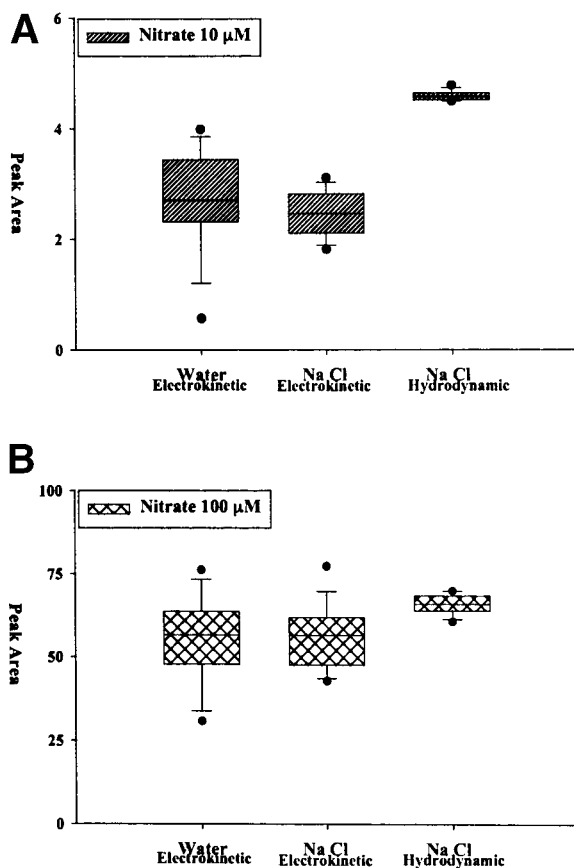 A
6
Nitrate 10 μM
4
Peak Area
2
0
Water Na Cl Na Cl
Electrokinetic Electrokinetic Hydrodynamic
B
100
Nitrate 100 μM
75
Peak Area
50
25
0
Water Na Cl Na Cl
Electrokinetic Electrokinetic Hydrodynamic